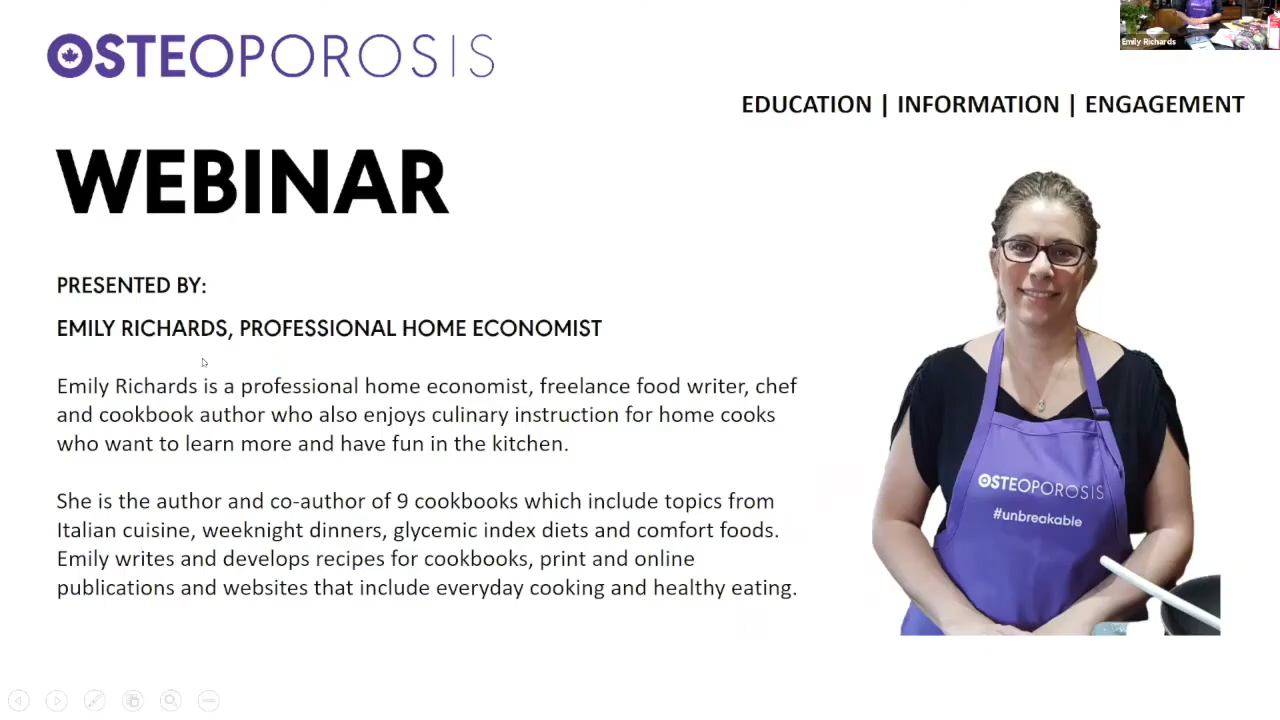 OSTEOPOROSIS
Emily Richards
EDUCATION | INFORMATION | ENGAGEMENT
WEBINAR
PRESENTED BY:
EMILY RICHARDS, PROFESSIONAL HOME ECONOMIST
Emily Richards is a professional home economist, freelance food writer, chef
and cookbook author who also enjoys culinary instruction for home cooks
who want to learn more and have fun in the kitchen.
She is the author and co-author of 9 cookbooks which include topics from
Italian cuisine, weeknight dinners, glycemic index diets and comfort foods.
Emily writes and develops recipes for cookbooks, print and online
publications and websites that include everyday cooking and healthy eating.
OSTEOPOROSIS
#unbreakable